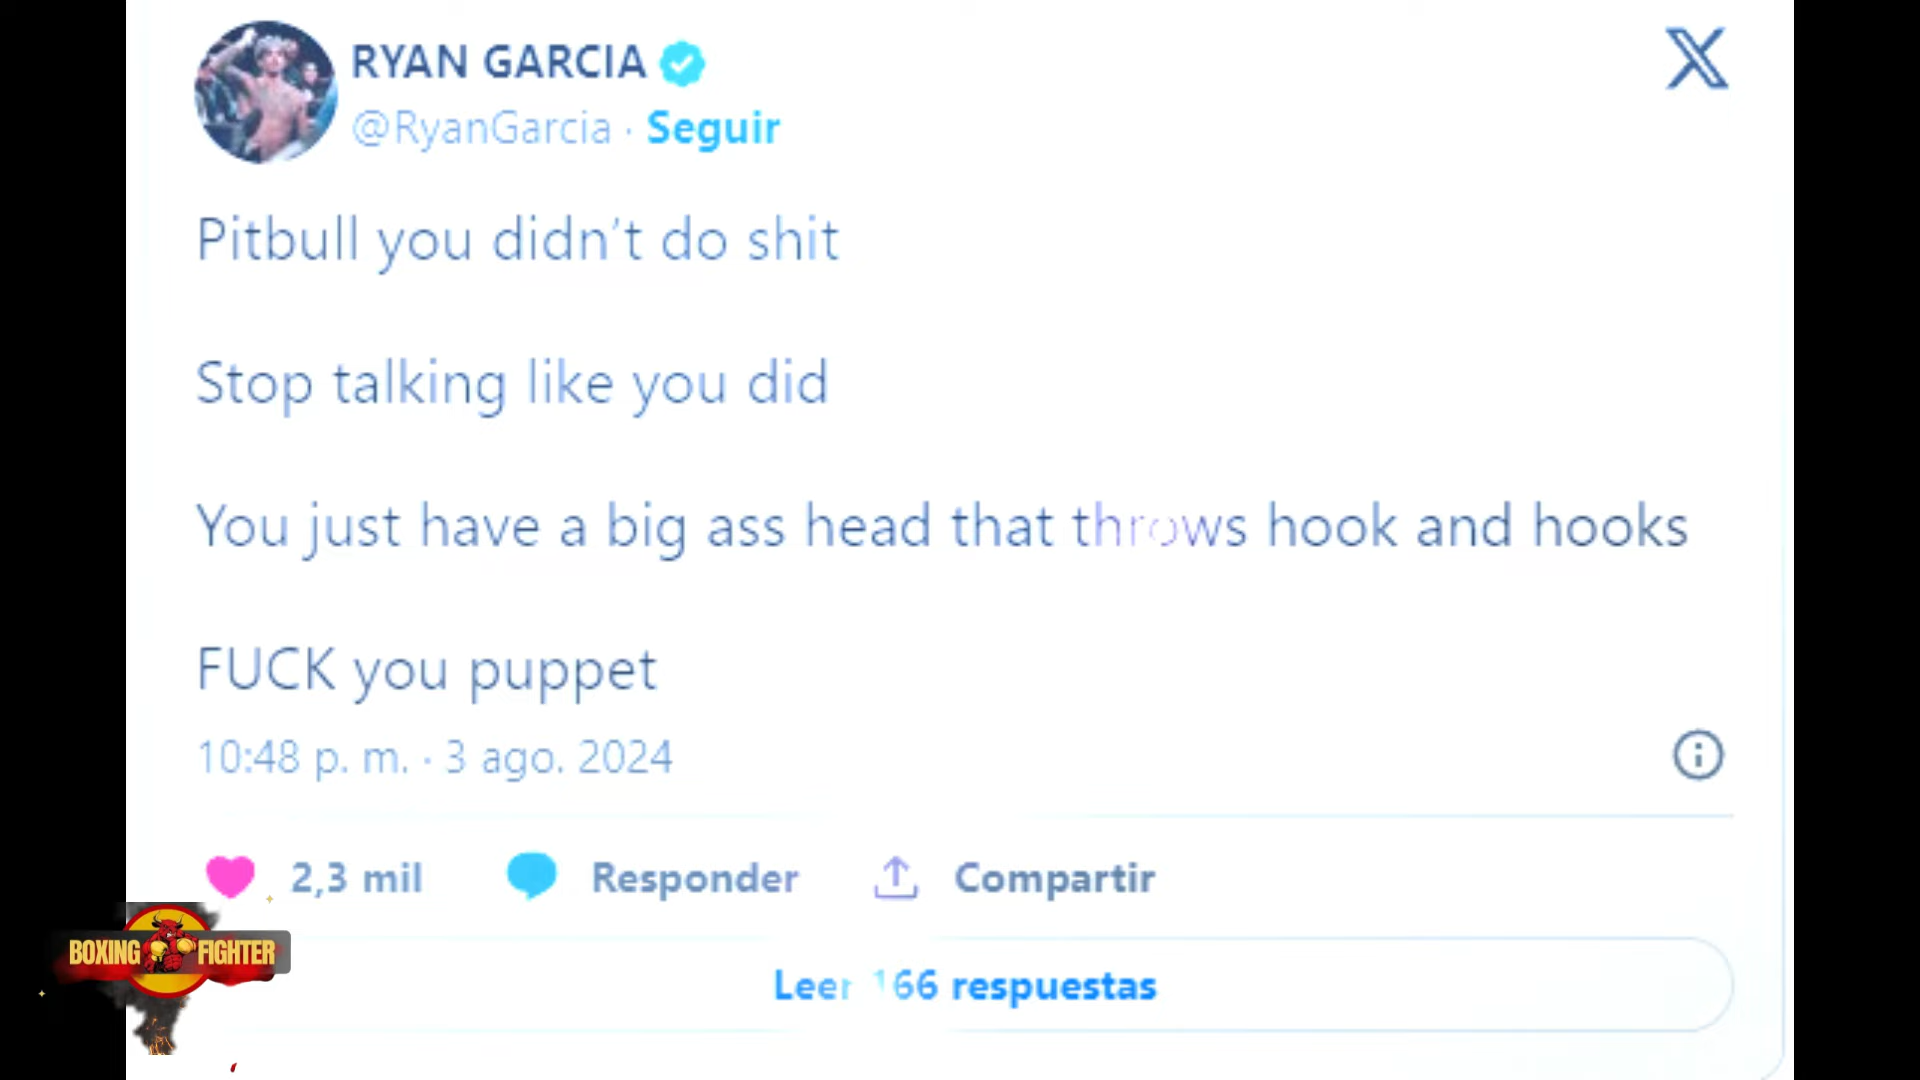 RYAN GARCIA
@RyanGarcia · Seguir
Pitbull you didn't do shit
Stop talking like you did
You just have a big ass head that throws hook and hooks
FUCK you puppet
10:48 p. m. · 3 ago. 2024
2,3 mil Responder Compartir
BOXING FIGHTER
Leer 166 respuestas